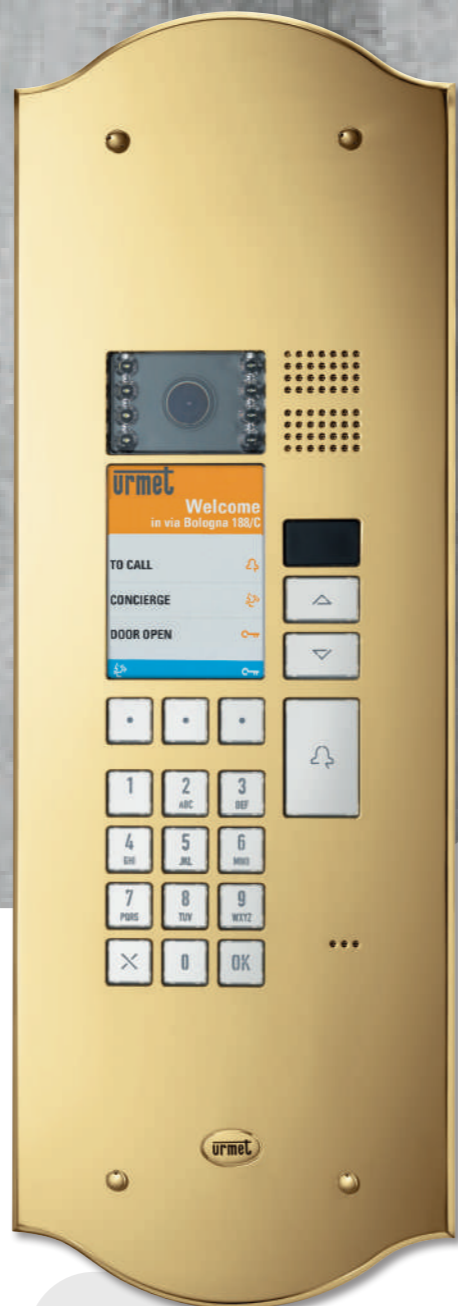 urmet
Welcome
in via Bologna 188/C
TO CALL
CONCIERGE
DOOR OPEN
1 2 3
ABC DEF
4 5 6
GHI JKL MNO
7 8 9
PQRS TUV WXYZ
0 OK
urmet